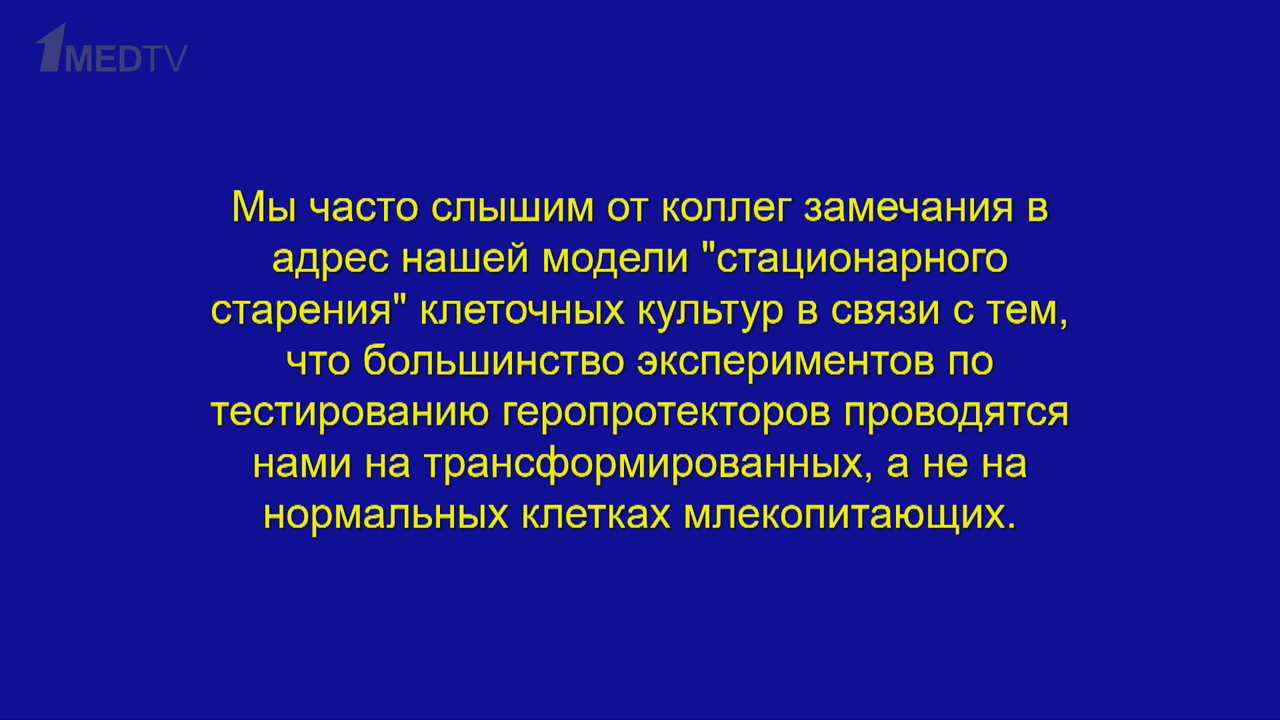 1MEDTV
Мы часто слышим от коллег замечания в
адрес нашей модели "стационарного
старения" клеточных культур в связи с тем,
что большинство экспериментов по
тестированию геропротекторов проводятся
нами на трансформированных, а не на
нормальных клетках млекопитающих.